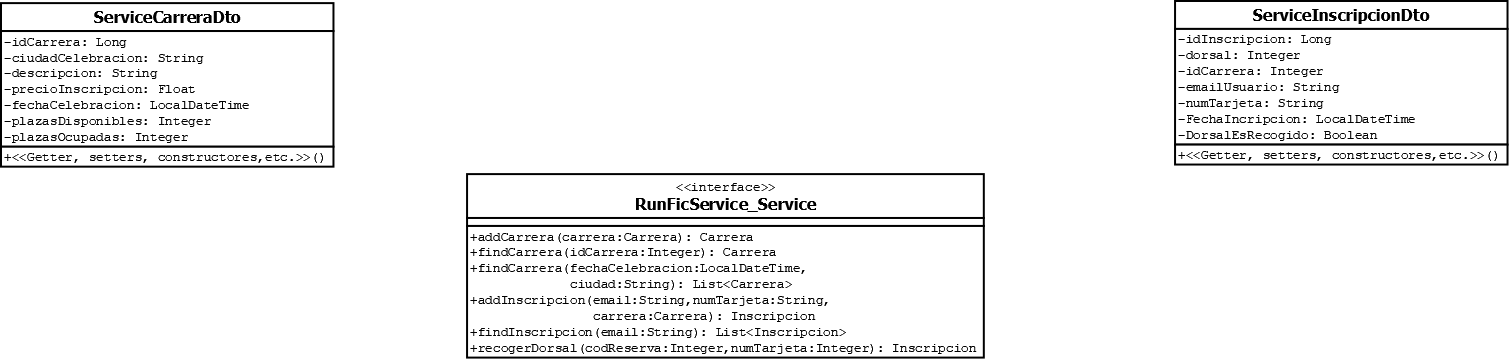 ServiceCarreraDto
-idCarrera: Long
-ciudadCelebracion: String
-descripcion: String
-precioInscripcion: Float
-fechaCelebracion: LocalDateTime
-plazasDisponibles: Integer
-plazasOcupadas: Integer
+<<Getter, setters, constructores,etc.>>()
ServiceInscripcionDto
-idInscripcion: Long
-dorsal: Integer
-idCarrera: Integer
-emailUsuario: String
-numTarjeta: String
-FechaIncripcion: LocalDateTime
-DorsalEsRecogido: Boolean
+<<Getter, setters, constructores,etc.>>()
<<interface>>
RunFicService_Service
+addCarrera(carrera:Carrera): Carrera
+findCarrera(idCarrera:Integer): Carrera
+findCarrera(fechaCelebracion:LocalDateTime,
ciudad:String): List<Carrera>
+addInscripcion(email:String,numTarjeta:String,
carrera:Carrera): Inscripcion
+findInscripcion(email:String): List<Inscripcion>
+recogerDorsal(codReserva:Integer,numTarjeta:Integer): Inscripcion